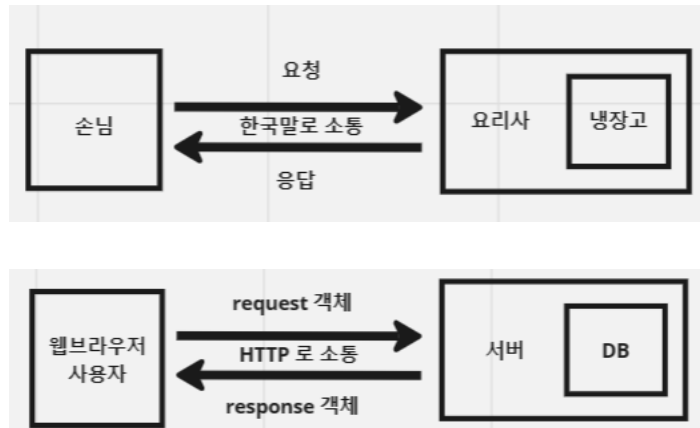 요청
손님
한국말로 소통
요리사
냉장고
응답
request 객체
웹브라우저
사용자
HTTP 로 소통
서버
DB
response 객체